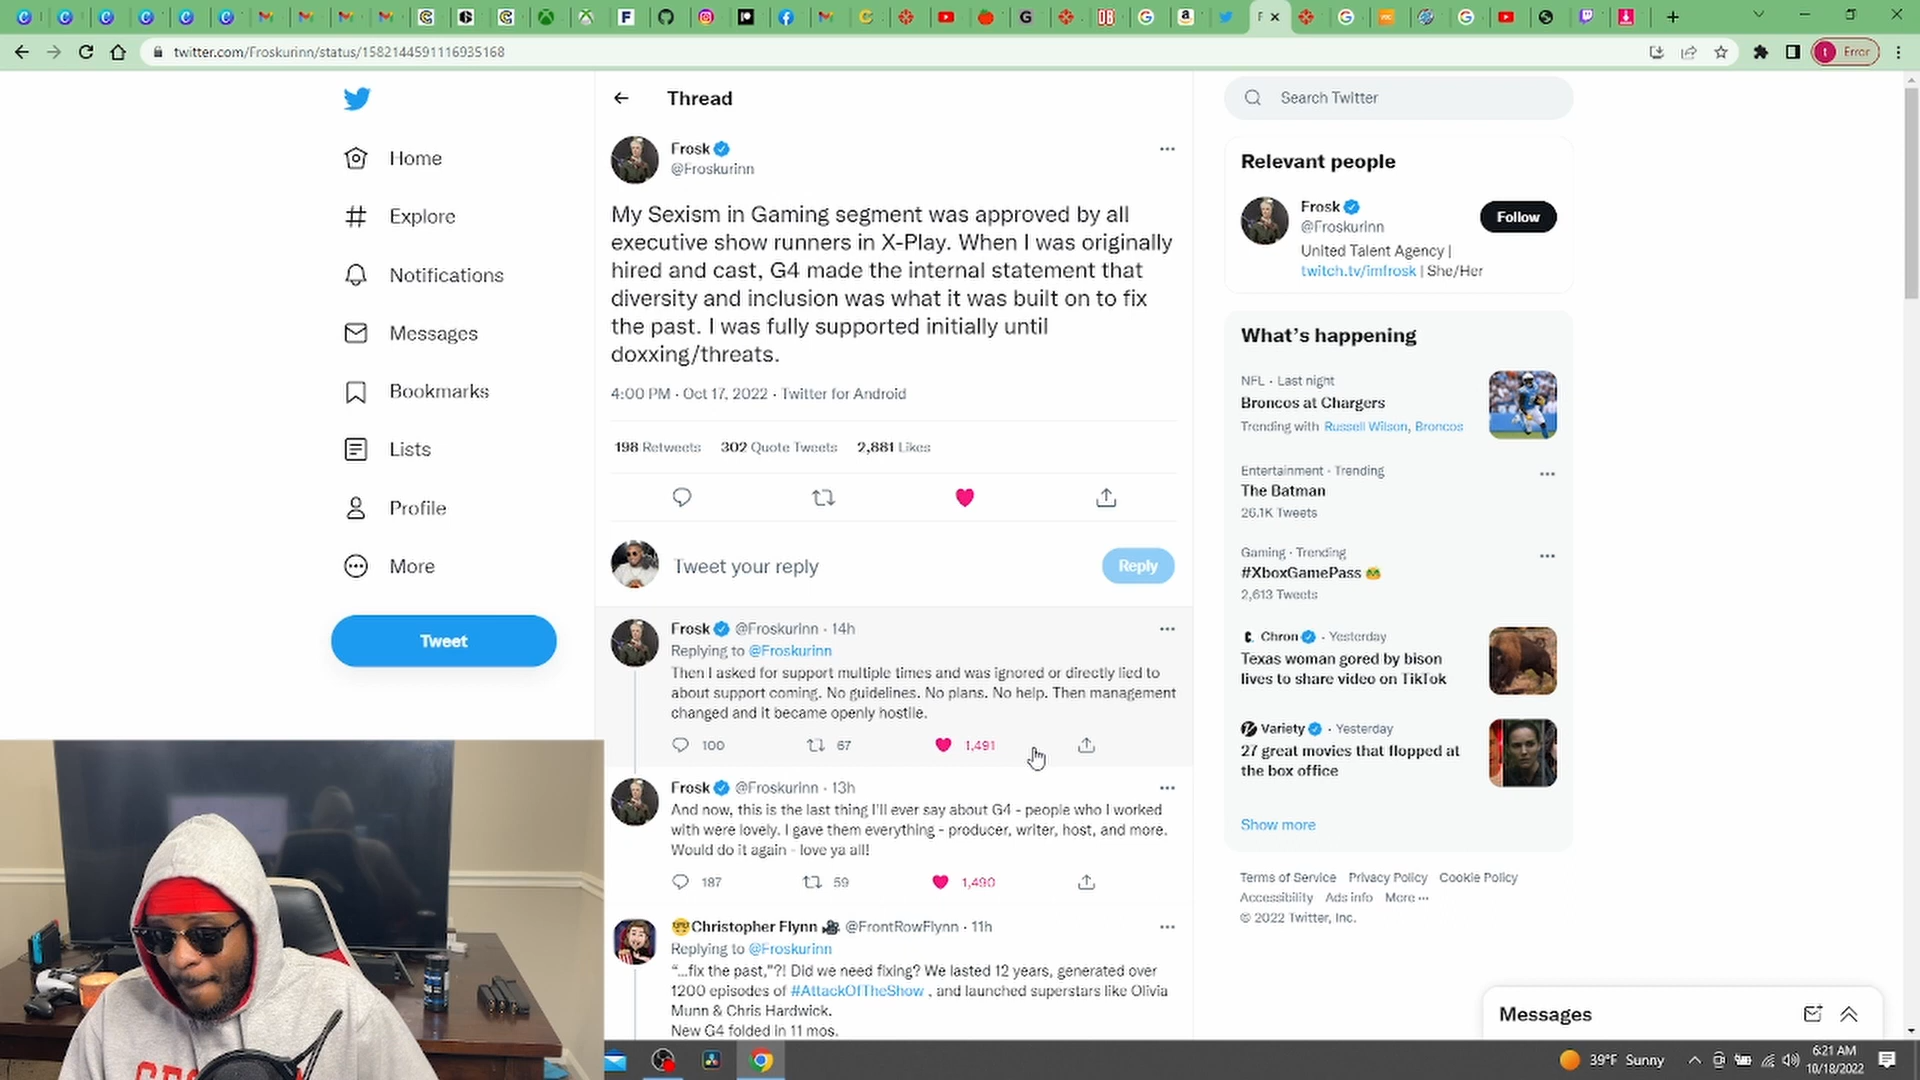 twitter.com/Froskurinn/status/1582144591116935168
Error
Thread
Search Twitter
Home
Explore
Notifications
Messages
Bookmarks
Lists
Profile
More
Tweet
Frosk
@Froskurinn
My Sexism in Gaming segment was approved by all
executive show runners in X-Play. When I was originally
hired and cast, G4 made the internal statement that
diversity and inclusion was what it was built on to fix
the past. I was fully supported initially until
doxxing/threats.
4:00 PM · Oct 17, 2022 · Twitter for Android
198 Retweets 302 Quote Tweets 2,881 Likes
Tweet your reply
Reply
Frosk @Froskurinn · 14h
Replying to @Froskurinn
Then I asked for support multiple times and was ignored or directly lied to
about support coming. No guidelines. No plans. No help. Then management
changed and it became openly hostile.
100 67 1,491
Frosk @Froskurinn · 13h
And now, this is the last thing I'll ever say about G4 - people who I worked
with were lovely. I gave them everything - producer, writer, host, and more.
Would do it again - love ya all!
187 59 1,490
Christopher Flynn @FrontRowFlynn · 11h
Replying to @Froskurinn
"...fix the past,"?! Did we need fixing? We lasted 12 years, generated over
1200 episodes of #AttackOfTheShow , and launched superstars like Olivia
Munn & Chris Hardwick.
New G4 folded in 11 mos.
Relevant people
Frosk
@Froskurinn
Follow
United Talent Agency |
twitch.tv/imfrosk | She/Her
What's happening
NFL · Last night
Broncos at Chargers
Trending with Russell Wilson, Broncos
Entertainment · Trending
The Batman
26.1K Tweets
Gaming · Trending
#XboxGamePass
2,613 Tweets
Chron · Yesterday
Texas woman gored by bison
lives to share video on TikTok
Variety · Yesterday
27 great movies that flopped at
the box office
Show more
Terms of Service Privacy Policy Cookie Policy
Accessibility Ads info More ···
© 2022 Twitter, Inc.
Messages
39°F Sunny
6:21 AM
10/18/2022